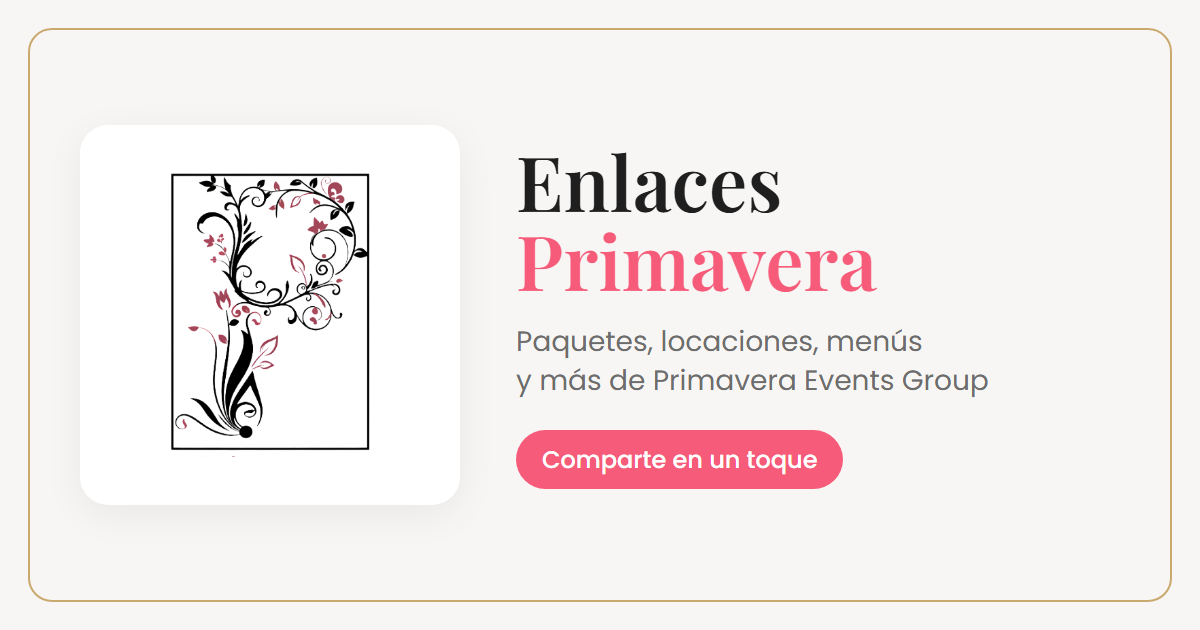 Enlaces
Primavera
Paquetes, locaciones, menús
y más de Primavera Events Group
Comparte en un toque